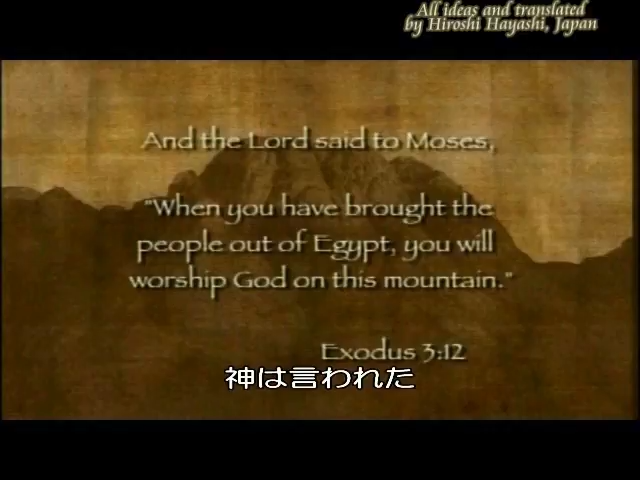 All ideas and translated
by Hiroshi Hayashi, Japan
And the Lord said to Moses,
"When you have brought the
people out of Egypt, you will
worship God on this mountain."
Exodus 3:12
神は言われた